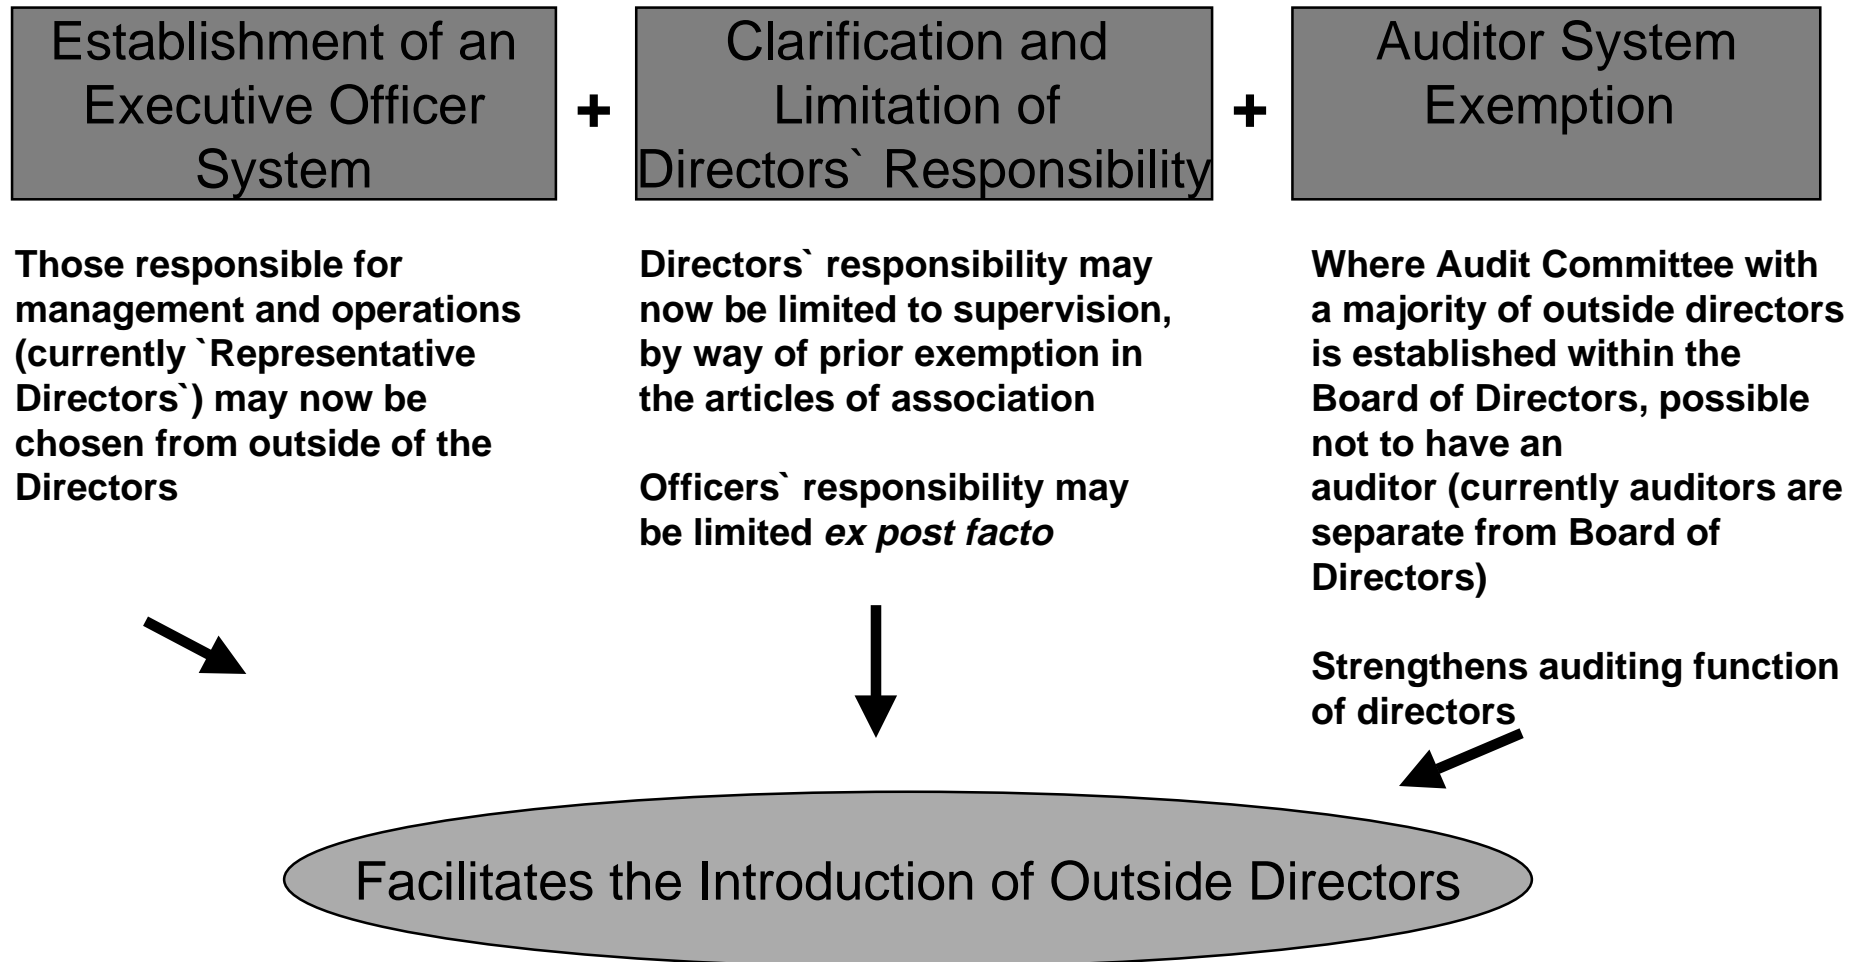 Establishment of an
Executive Officer
System
+
Clarification and
Limitation of
Directors` Responsibility
+
Auditor System
Exemption
Those responsible for
management and operations
(currently `Representative
Directors`) may now be
chosen from outside of the
Directors
Directors` responsibility may
now be limited to supervision,
by way of prior exemption in
the articles of association
Officers` responsibility may
be limited ex post facto
Where Audit Committee with
a majority of outside directors
is established within the
Board of Directors, possible
not to have an
auditor (currently auditors are
separate from Board of
Directors)
Strengthens auditing function
of directors
Facilitates the Introduction of Outside Directors